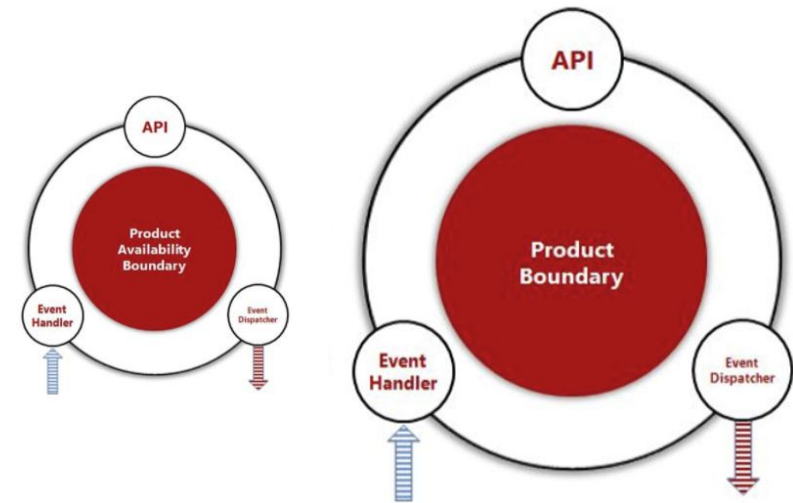 API
Product
Availability
Boundary
Event
Handler
Event
Dispatcher
API
Product
Boundary
Event
Handler
Event
Dispatcher